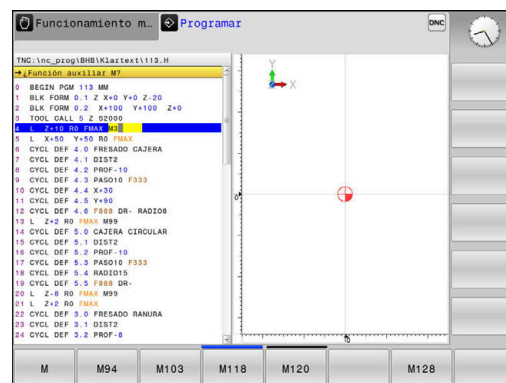 Funcionamiento m... Programar
DNC
TNC:\nc_prog\BHB\Klartext\113.H
→¿Función auxiliar M?
0 BEGIN PGM 113 MM
1 BLK FORM 0.1 Z X+0 Y+0 Z-20
2 BLK FORM 0.2 X+100 Y+100 Z+0
3 TOOL CALL 5 Z S2000
4 L Z+10 R0 FMAX M3
5 L X+50 Y+50 R0 FMAX
6 CYCL DEF 4.0 FRESADO CAJERA
7 CYCL DEF 4.1 DIST2
8 CYCL DEF 4.2 PROF-10
9 CYCL DEF 4.3 PASO10 F333
10 CYCL DEF 4.4 X+30
11 CYCL DEF 4.5 Y+90
12 CYCL DEF 4.6 F888 DR- RADIO8
13 L Z+2 R0 FMAX M99
14 CYCL DEF 5.0 CAJERA CIRCULAR
15 CYCL DEF 5.1 DIST2
16 CYCL DEF 5.2 PROF-10
17 CYCL DEF 5.3 PASO10 F333
18 CYCL DEF 5.4 RADIO15
19 CYCL DEF 5.5 F888 DR-
20 L Z-8 R0 FMAX M99
21 L Z+2 R0 FMAX
22 CYCL DEF 3.0 FRESADO RANURA
23 CYCL DEF 3.1 DIST2
24 CYCL DEF 3.2 PROF-8
Y
X
0
0
M M94 M103 M118 M120 M128